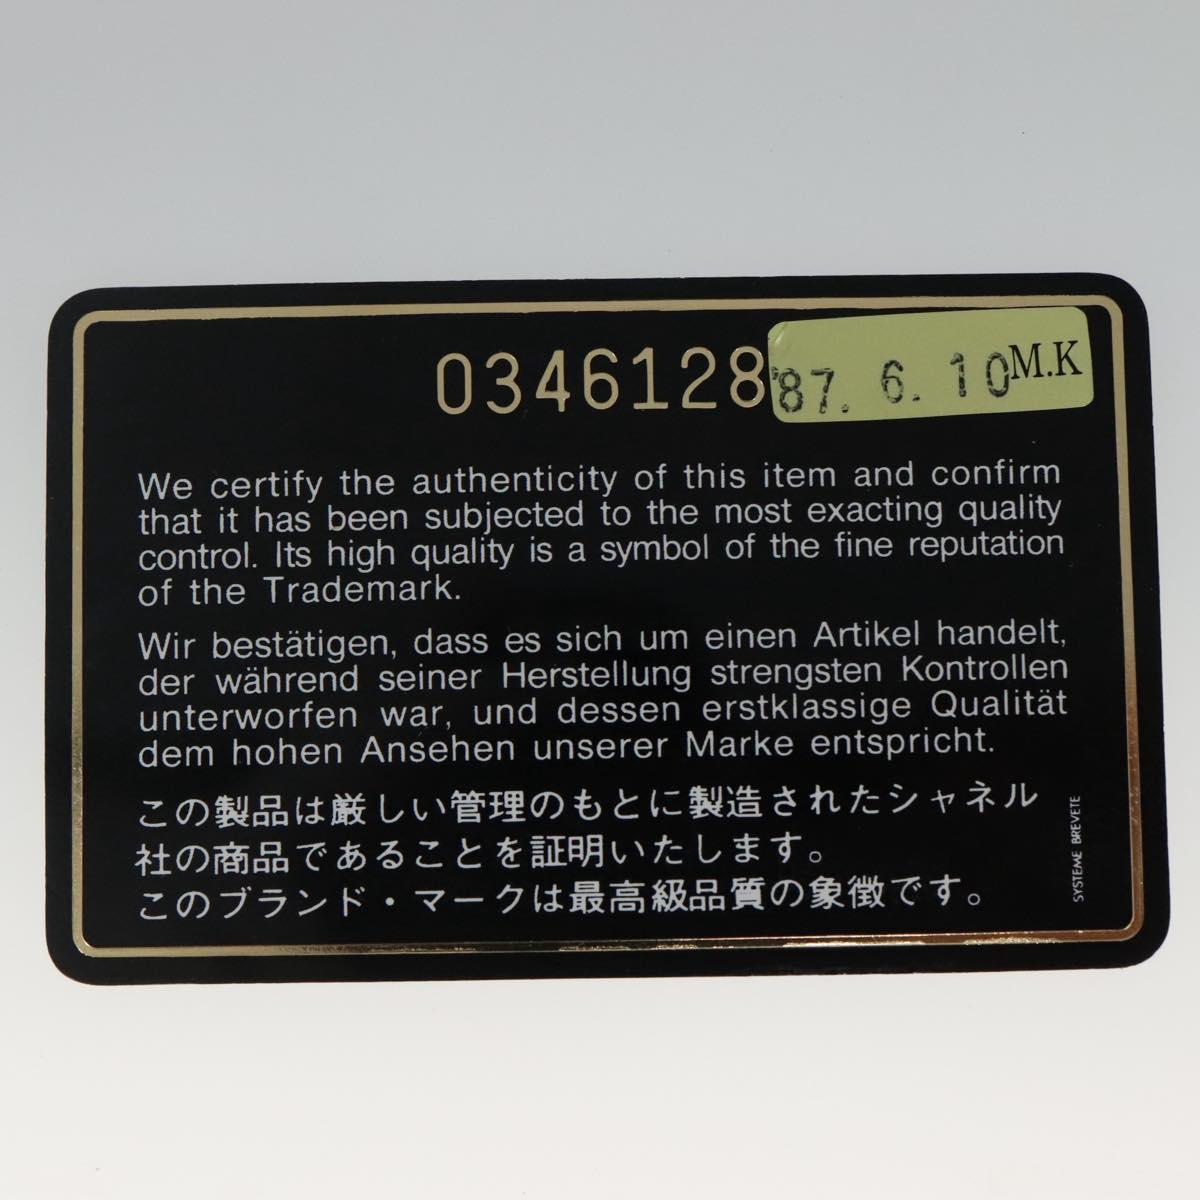 0346128
'87. 6. 10 M.K
We certify the authenticity of this item and confirm
that it has been subjected to the most exacting quality
control. Its high quality is a symbol of the fine reputation
of the Trademark.
Wir bestätigen, dass es sich um einen Artikel handelt,
der während seiner Herstellung strengsten Kontrollen
unterworfen war, und dessen erstklassige Qualität
dem hohen Ansehen unserer Marke entspricht.
この製品は厳しい管理のもとに製造されたシャネル
社の商品であることを証明いたします。
このブランド・マークは最高級品質の象徴です。
SYSTEME BREVETE